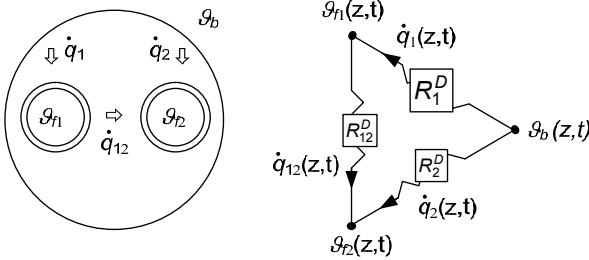 ϑb
q̇1
q̇2
ϑf1
ϑf2
q̇12
ϑf1(z,t)
q̇1(z,t)
R1D
R12D
ϑb(z,t)
R2D
q̇12(z,t)
q̇2(z,t)
ϑf2(z,t)